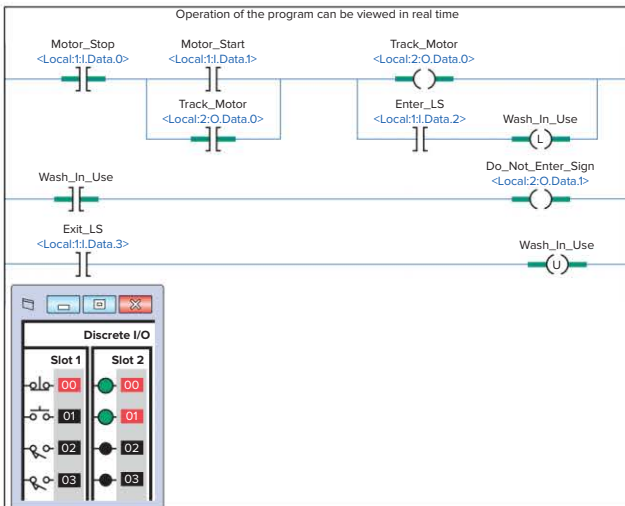 Operation of the program can be viewed in real time
Motor_Stop
<Local:1:I.Data.0>
Motor_Start
<Local:1:I.Data.1>
Track_Motor
<Local:2:O.Data.0>
Track_Motor
<Local:2:O.Data.0>
Enter_LS
<Local:1:I.Data.2>
Wash_In_Use
L
Wash_In_Use
Do_Not_Enter_Sign
<Local:2:O.Data.1>
Exit_LS
<Local:1:I.Data.3>
Wash_In_Use
U
Discrete I/O
Slot 1 Slot 2
00 00
01 01
02 02
03 03